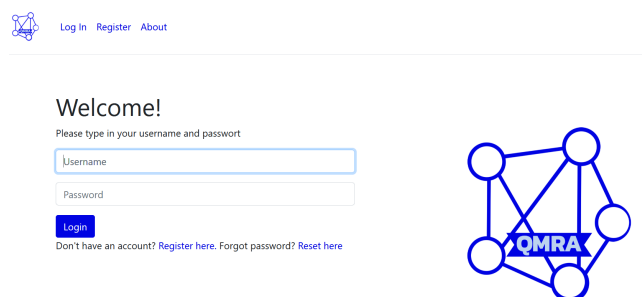 Log In Register About
Welcome!
Please type in your username and passwort
Username
Password
Login
Don't have an account? Register here. Forgot password? Reset here
QMRA